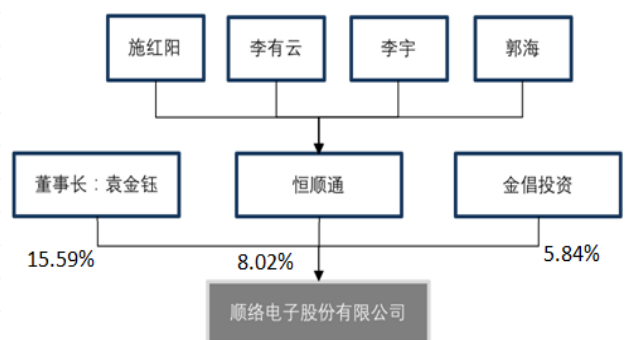 施红阳
李有云
李宇
郭海
董事长：袁金钰
恒顺通
金倡投资
15.59%
8.02%
5.84%
顺络电子股份有限公司